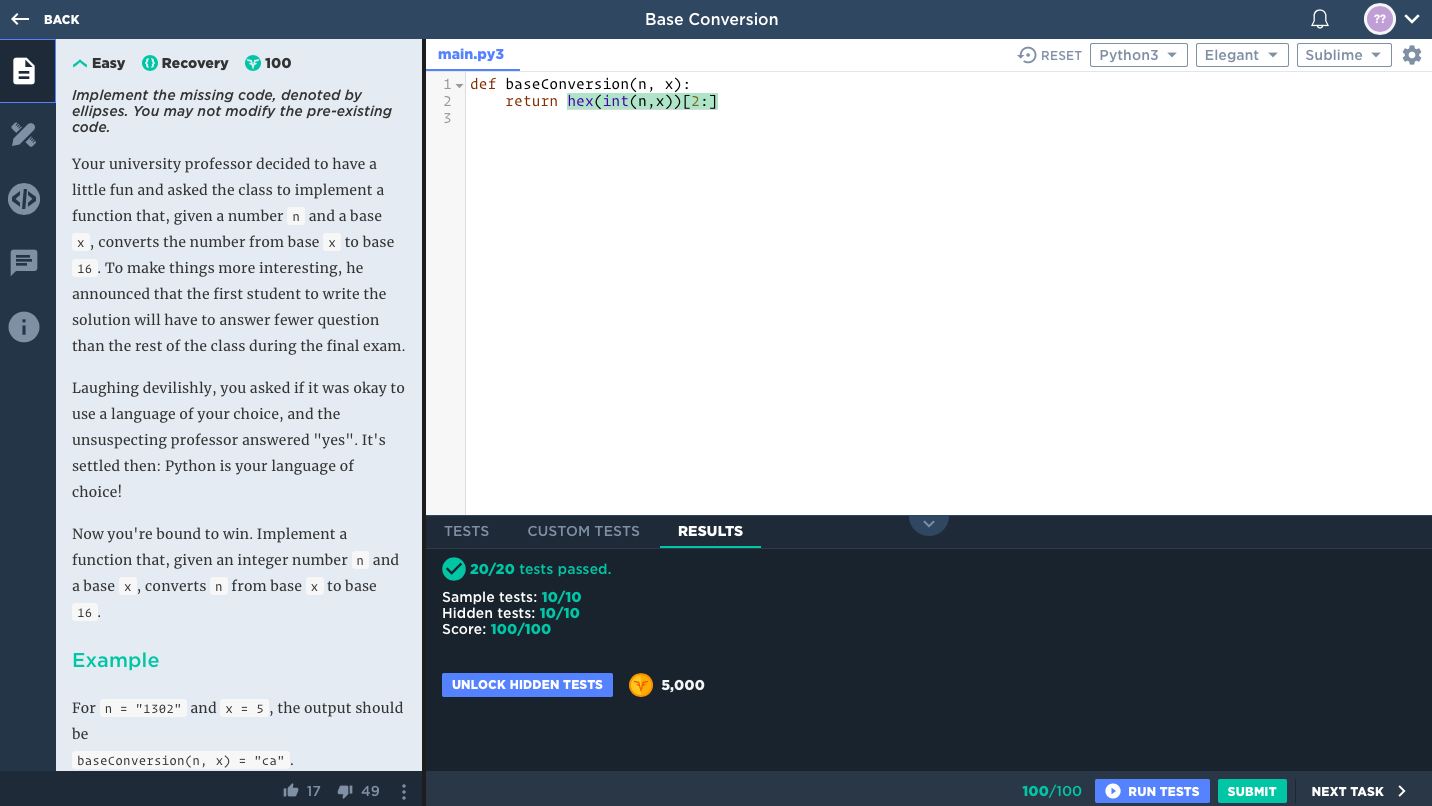 BACK
Base Conversion
??
Easy Recovery 100
Implement the missing code, denoted by
ellipses. You may not modify the pre-existing
code.
Your university professor decided to have a
little fun and asked the class to implement a
function that, given a number n and a base
x, converts the number from base x to base
16. To make things more interesting, he
announced that the first student to write the
solution will have to answer fewer question
than the rest of the class during the final exam.
Laughing devilishly, you asked if it was okay to
use a language of your choice, and the
unsuspecting professor answered "yes". It's
settled then: Python is your language of
choice!
Now you're bound to win. Implement a
function that, given an integer number n and
a base x, converts n from base x to base
16.
Example
For n = "1302" and x = 5, the output should
be
baseConversion(n, x) = "ca".
17 49
main.py3
RESET Python3 Elegant Sublime
1 def baseConversion(n, x):
2 return hex(int(n,x))[2:]
3
TESTS CUSTOM TESTS RESULTS
20/20 tests passed.
Sample tests: 10/10
Hidden tests: 10/10
Score: 100/100
UNLOCK HIDDEN TESTS 5,000
100/100 RUN TESTS SUBMIT NEXT TASK